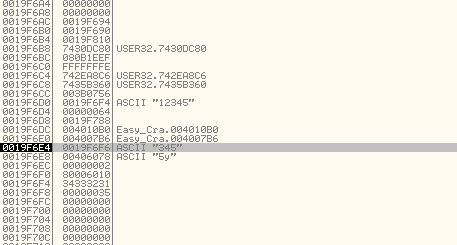 0019F6A4 00000000
0019F6A8 00000000
0019F6AC 0019F694
0019F6B0 0019F690
0019F6B4 0019F810
0019F6B8 7430DC80 USER32.7430DC80
0019F6BC 080B1EEF
0019F6C0 FFFFFFFE
0019F6C4 742EA8C6 USER32.742EA8C6
0019F6C8 7435B360 USER32.7435B360
0019F6CC 003B0756
0019F6D0 0019F6F4 ASCII "12345"
0019F6D4 00000064
0019F6D8 0019F788
0019F6DC 004010B0 Easy_Cra.004010B0
0019F6E0 004007B6 Easy_Cra.004007B6
0019F6E4 0019F6F6 ASCII "345"
0019F6E8 00406078 ASCII "5y"
0019F6EC 00000002
0019F6F0 80006010
0019F6F4 34333231
0019F6F8 00000035
0019F6FC 00000000
0019F700 00000000
0019F704 00000000
0019F708 00000000
0019F70C 00000000